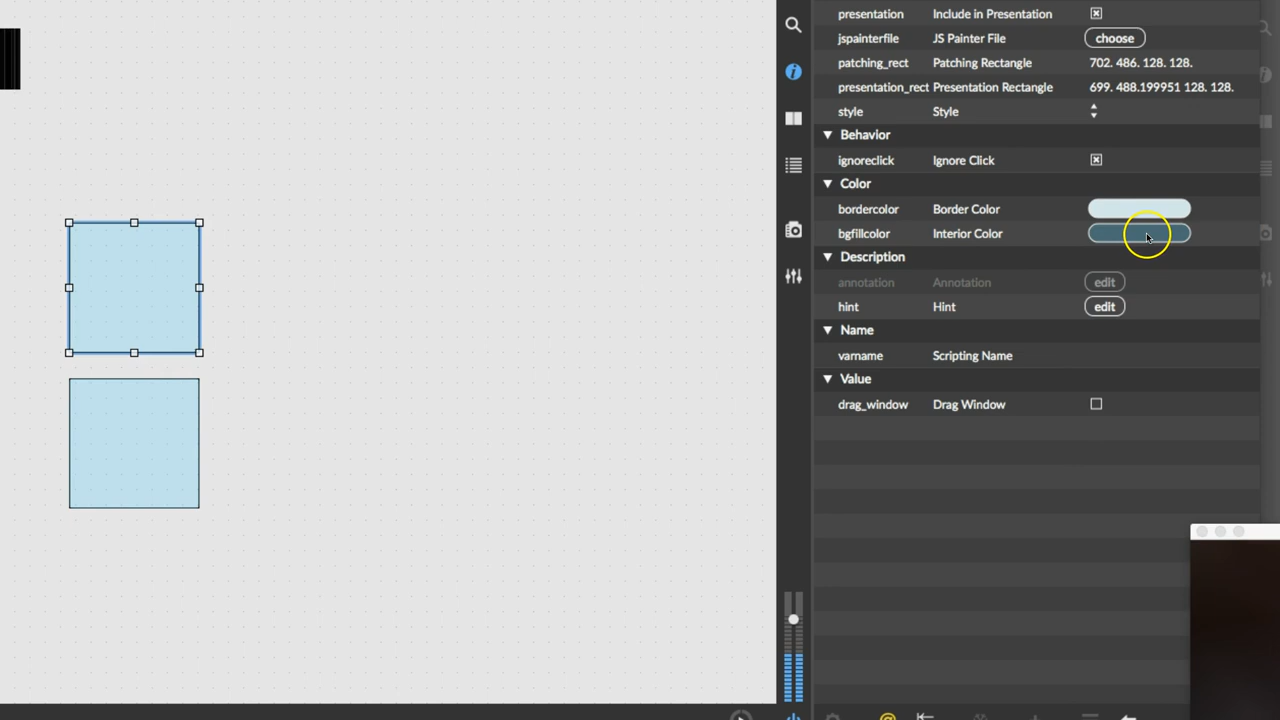 presentation Include in Presentation
jspainterfile JS Painter File choose
patching_rect Patching Rectangle 702. 486. 128. 128.
presentation_rect Presentation Rectangle 699. 488.199951 128. 128.
style Style
▼ Behavior
ignoreclick Ignore Click
▼ Color
bordercolor Border Color
bgfillcolor Interior Color
▼ Description
annotation Annotation edit
hint Hint edit
▼ Name
varname Scripting Name
▼ Value
drag_window Drag Window